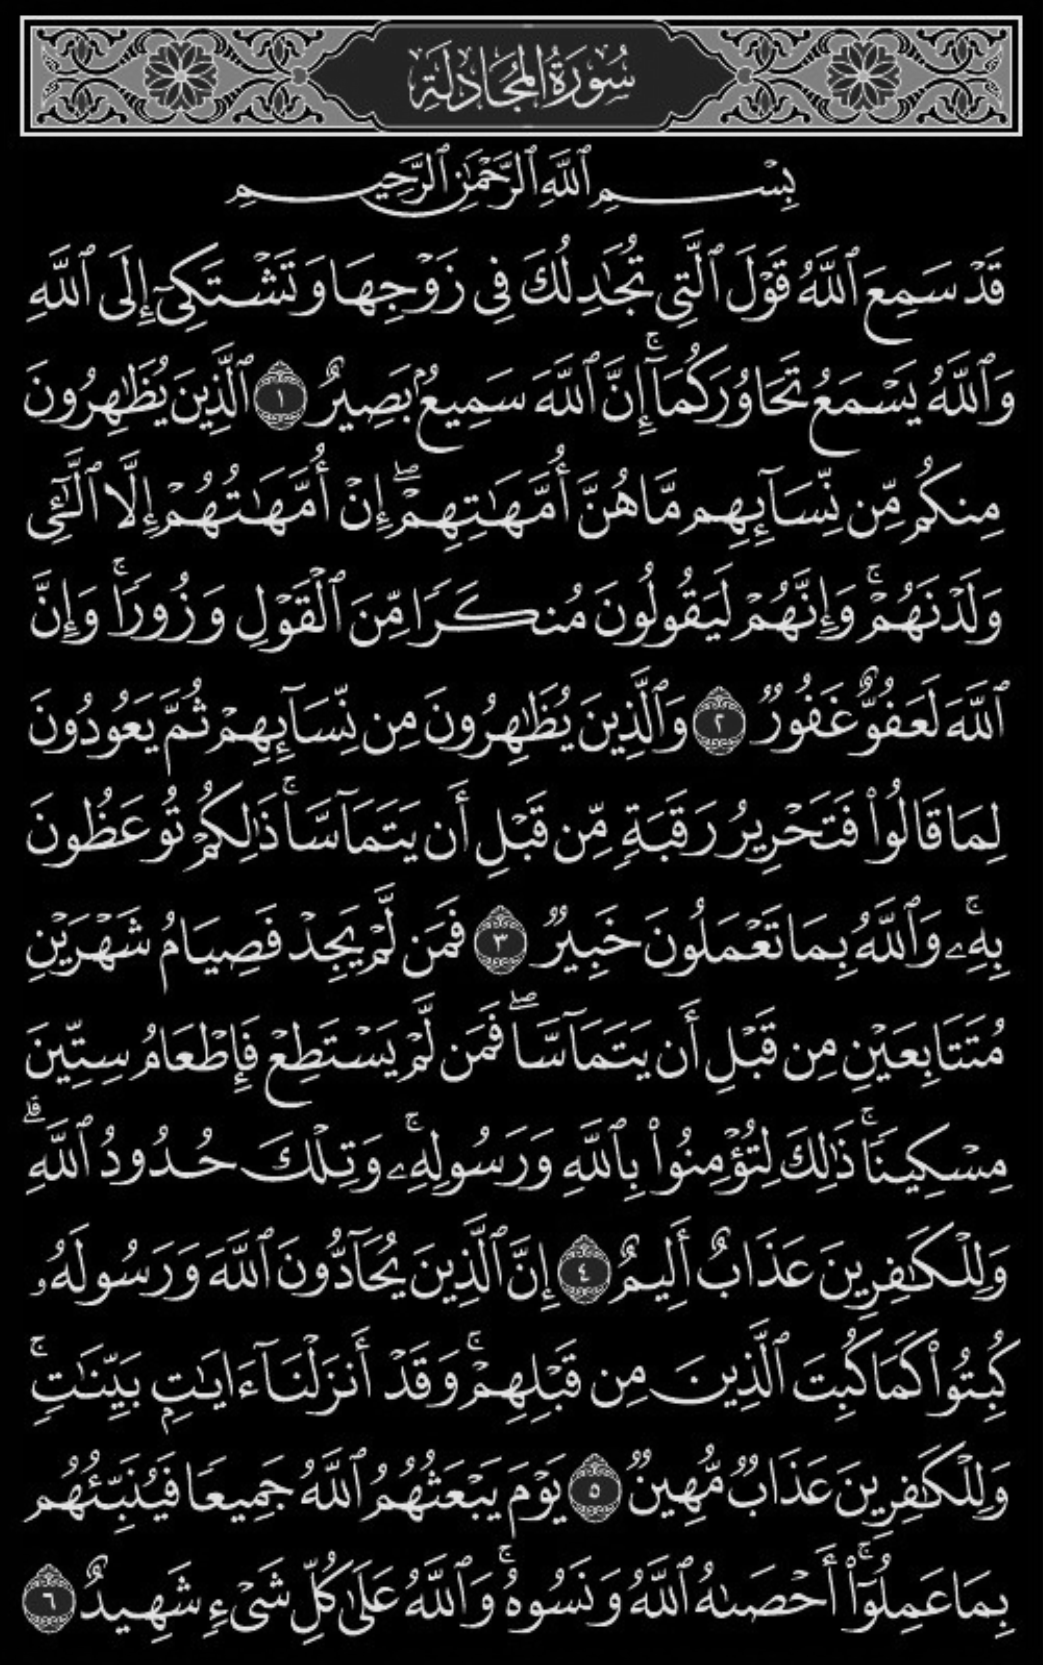 سُورَةُ المُجَادلَة
بِسْمِ ٱللَّهِ ٱلرَّحْمَٰنِ ٱلرَّحِيمِ
قَدْ سَمِعَ ٱللَّهُ قَوْلَ ٱلَّتِى تُجَٰدِلُكَ فِى زَوْجِهَا وَتَشْتَكِىٓ إِلَى ٱللَّهِ
وَٱللَّهُ يَسْمَعُ تَحَاوُرَكُمَآ ۚ إِنَّ ٱللَّهَ سَمِيعٌۢ بَصِيرٌ ١ ٱلَّذِينَ يُظَٰهِرُونَ
مِنكُم مِّن نِّسَآئِهِم مَّا هُنَّ أُمَّهَٰتِهِمْ ۖ إِنْ أُمَّهَٰتُهُمْ إِلَّا ٱلَّٰٓـِٔى
وَلَدْنَهُمْ ۚ وَإِنَّهُمْ لَيَقُولُونَ مُنكَرًا مِّنَ ٱلْقَوْلِ وَزُورًا ۚ وَإِنَّ
ٱللَّهَ لَعَفُوٌّ غَفُورٌ ٢ وَٱلَّذِينَ يُظَٰهِرُونَ مِن نِّسَآئِهِمْ ثُمَّ يَعُودُونَ
لِمَا قَالُوا۟ فَتَحْرِيرُ رَقَبَةٍ مِّن قَبْلِ أَن يَتَمَآسَّا ۚ ذَٰلِكُمْ تُوعَظُونَ
بِهِۦ ۚ وَٱللَّهُ بِمَا تَعْمَلُونَ خَبِيرٌ ٣ فَمَن لَّمْ يَجِدْ فَصِيَامُ شَهْرَيْنِ
مُتَتَابِعَيْنِ مِن قَبْلِ أَن يَتَمَآسَّا ۖ فَمَن لَّمْ يَسْتَطِعْ فَإِطْعَامُ سِتِّينَ
مِسْكِينًا ۚ ذَٰلِكَ لِتُؤْمِنُوا۟ بِٱللَّهِ وَرَسُولِهِۦ ۚ وَتِلْكَ حُدُودُ ٱللَّهِ ۗ
وَلِلْكَٰفِرِينَ عَذَابٌ أَلِيمٌ ٤ إِنَّ ٱلَّذِينَ يُحَآدُّونَ ٱللَّهَ وَرَسُولَهُۥ
كُبِتُوا۟ كَمَا كُبِتَ ٱلَّذِينَ مِن قَبْلِهِمْ ۚ وَقَدْ أَنزَلْنَآ ءَايَٰتٍۭ بَيِّنَٰتٍ ۚ
وَلِلْكَٰفِرِينَ عَذَابٌ مُّهِينٌ ٥ يَوْمَ يَبْعَثُهُمُ ٱللَّهُ جَمِيعًا فَيُنَبِّئُهُم
بِمَا عَمِلُوٓا۟ ۚ أَحْصَىٰهُ ٱللَّهُ وَنَسُوهُ ۚ وَٱللَّهُ عَلَىٰ كُلِّ شَىْءٍ شَهِيدٌ ٦